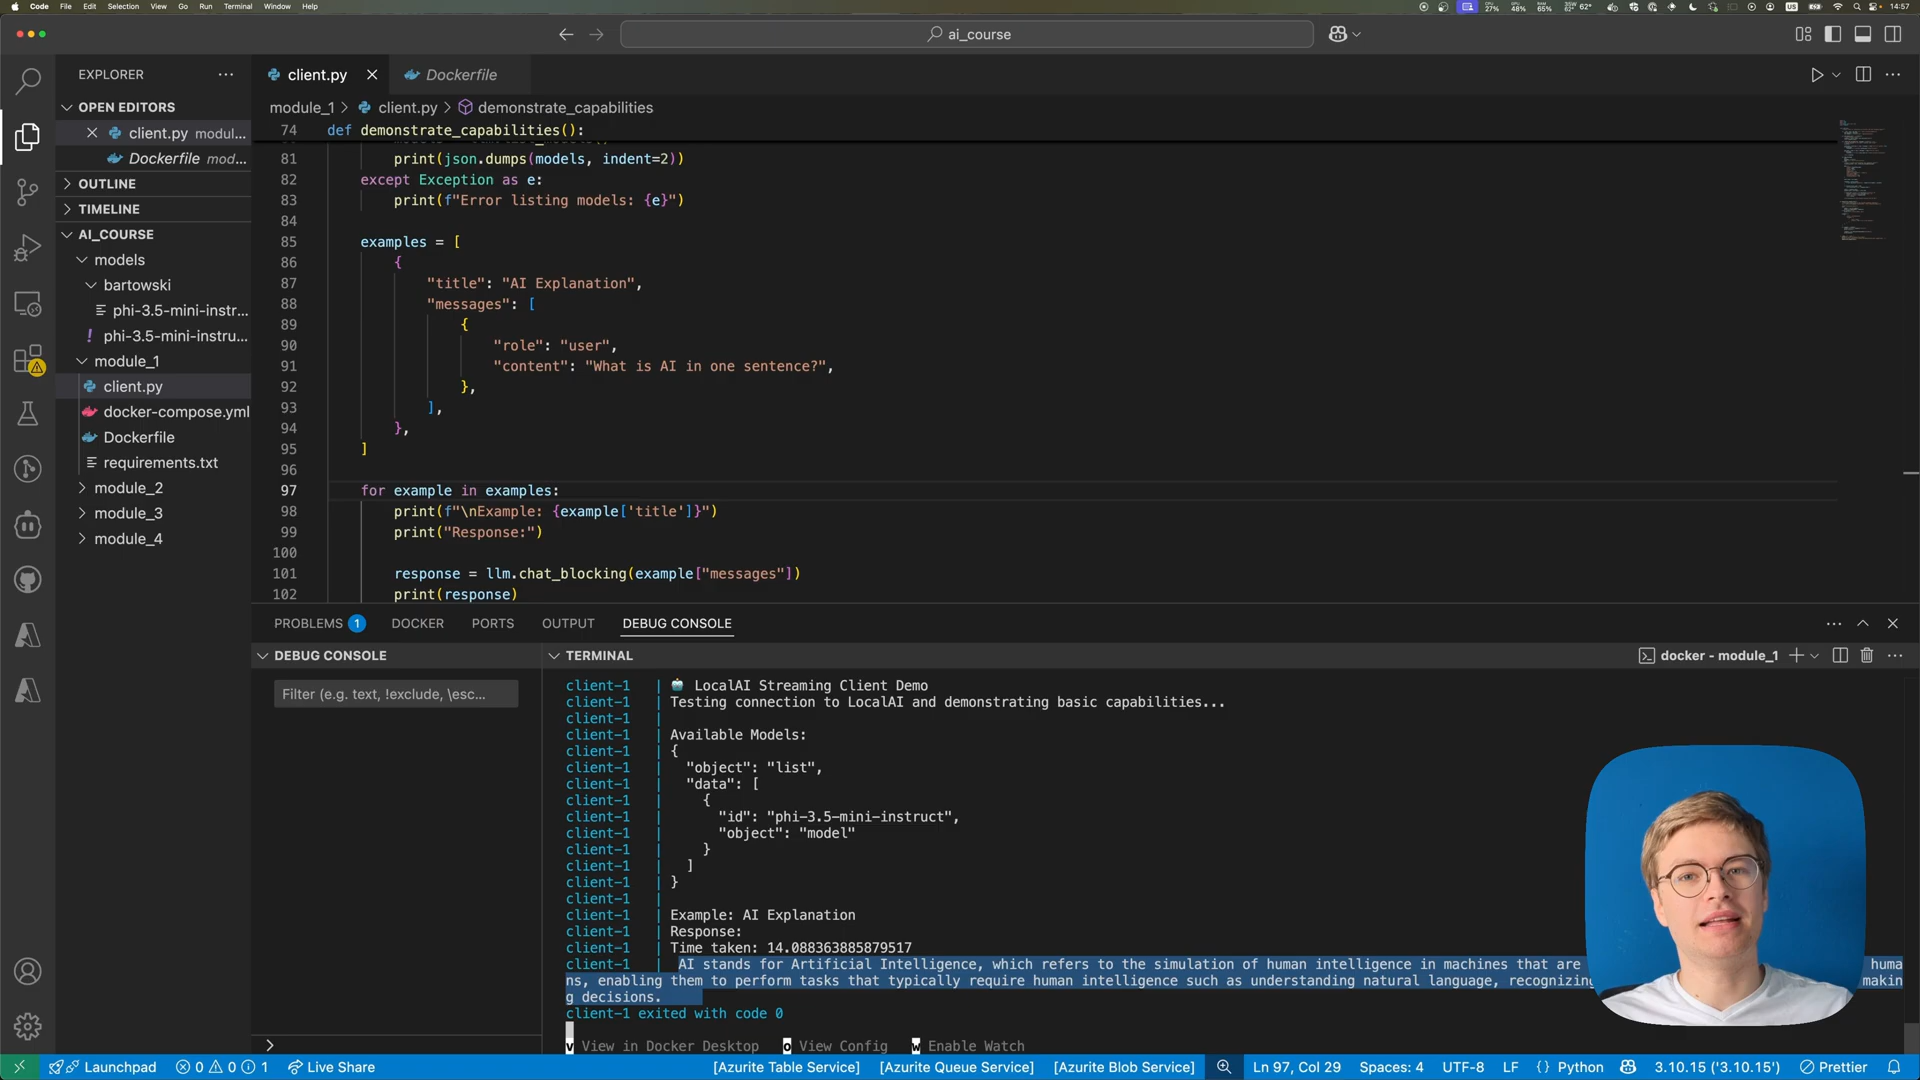 Code File Edit Selection View Go Run Terminal Window Help
27% 48% 65% 62° 14:57
ai_course
EXPLORER
OPEN EDITORS
client.py modul...
Dockerfile mod...
OUTLINE
TIMELINE
AI_COURSE
models
bartowski
phi-3.5-mini-instr...
phi-3.5-mini-instru...
module_1
client.py
docker-compose.yml
Dockerfile
requirements.txt
module_2
module_3
module_4
client.py Dockerfile
module_1 > client.py > demonstrate_capabilities
74 def demonstrate_capabilities():
81 print(json.dumps(models, indent=2))
82 except Exception as e:
83 print(f"Error listing models: {e}")
84
85 examples = [
86 {
87 "title": "AI Explanation",
88 "messages": [
89 {
90 "role": "user",
91 "content": "What is AI in one sentence?",
92 },
93 ],
94 },
95 ]
96
97 for example in examples:
98 print(f"\nExample: {example['title']}")
99 print("Response:")
100
101 response = llm.chat_blocking(example["messages"])
102 print(response)
PROBLEMS 1 DOCKER PORTS OUTPUT DEBUG CONSOLE
DEBUG CONSOLE
Filter (e.g. text, !exclude, \esc...
>
TERMINAL docker - module_1
client-1 | LocalAI Streaming Client Demo
client-1 | Testing connection to LocalAI and demonstrating basic capabilities...
client-1 |
client-1 | Available Models:
client-1 | {
client-1 | "object": "list",
client-1 | "data": [
client-1 | {
client-1 | "id": "phi-3.5-mini-instruct",
client-1 | "object": "model"
client-1 | }
client-1 | ]
client-1 | }
client-1 |
client-1 | Example: AI Explanation
client-1 | Response:
client-1 | Time taken: 14.088363885879517
client-1 | AI stands for Artificial Intelligence, which refers to the simulation of human intelligence in machines that are huma
ns, enabling them to perform tasks that typically require human intelligence such as understanding natural language, recognizing makin
g decisions.
client-1 exited with code 0
v View in Docker Desktop o View Config w Enable Watch
Launchpad 0 0 1 Live Share [Azurite Table Service] [Azurite Queue Service] [Azurite Blob Service] Ln 97, Col 29 Spaces: 4 UTF-8 LF {} Python 3.10.15 ('3.10.15') Prettier